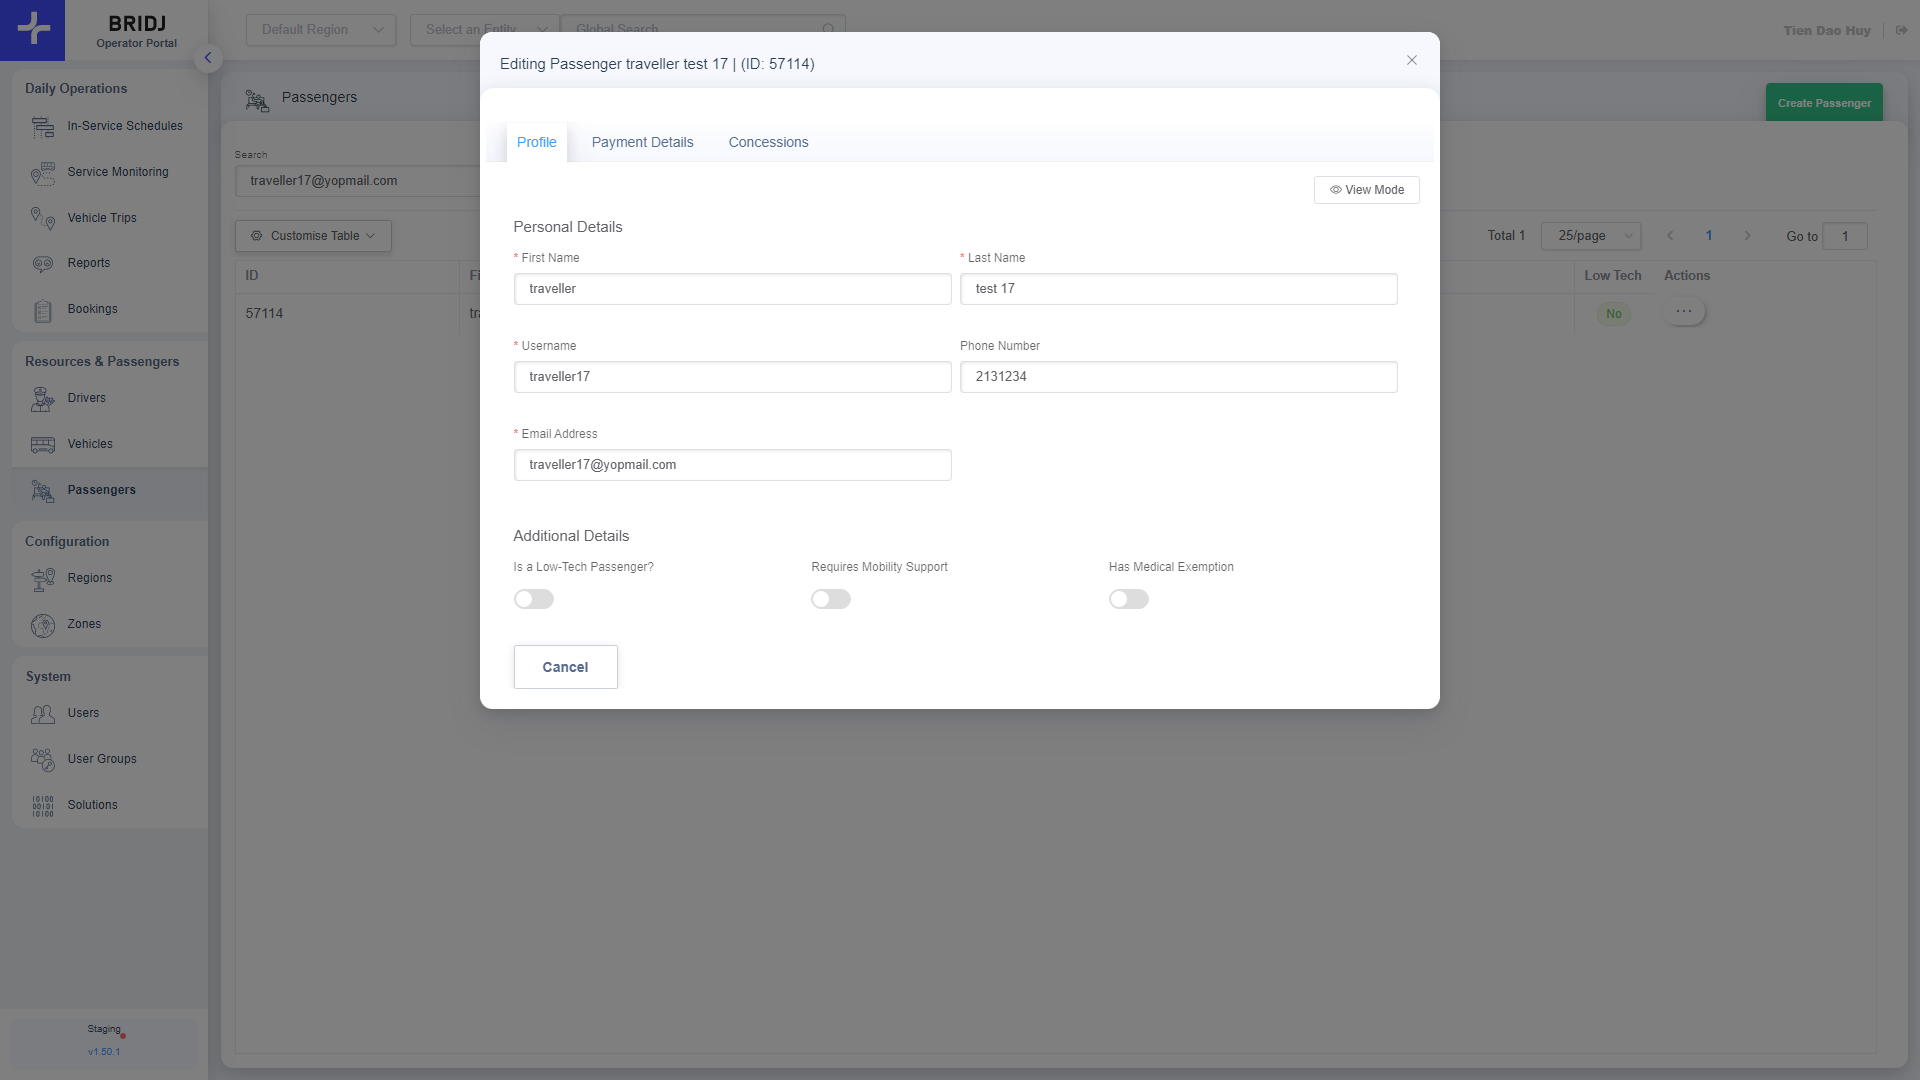 BRIDJ
Operator Portal
Default Region
Select an Entity
Global Search
Tien Dao Huy
Daily Operations
In-Service Schedules
Service Monitoring
Vehicle Trips
Reports
Bookings
Resources & Passengers
Drivers
Vehicles
Passengers
Configuration
Regions
Zones
System
Users
User Groups
Solutions
Staging
v1.50.1
Passengers
Create Passenger
Search
traveller17@yopmail.com
Customise Table
Total 1
25/page
1
Go to
1
ID
Low Tech
Actions
57114
No
Editing Passenger traveller test 17 | (ID: 57114)
Profile
Payment Details
Concessions
View Mode
Personal Details
* First Name
* Last Name
traveller
test 17
* Username
Phone Number
traveller17
2131234
* Email Address
traveller17@yopmail.com
Additional Details
Is a Low-Tech Passenger?
Requires Mobility Support
Has Medical Exemption
Cancel